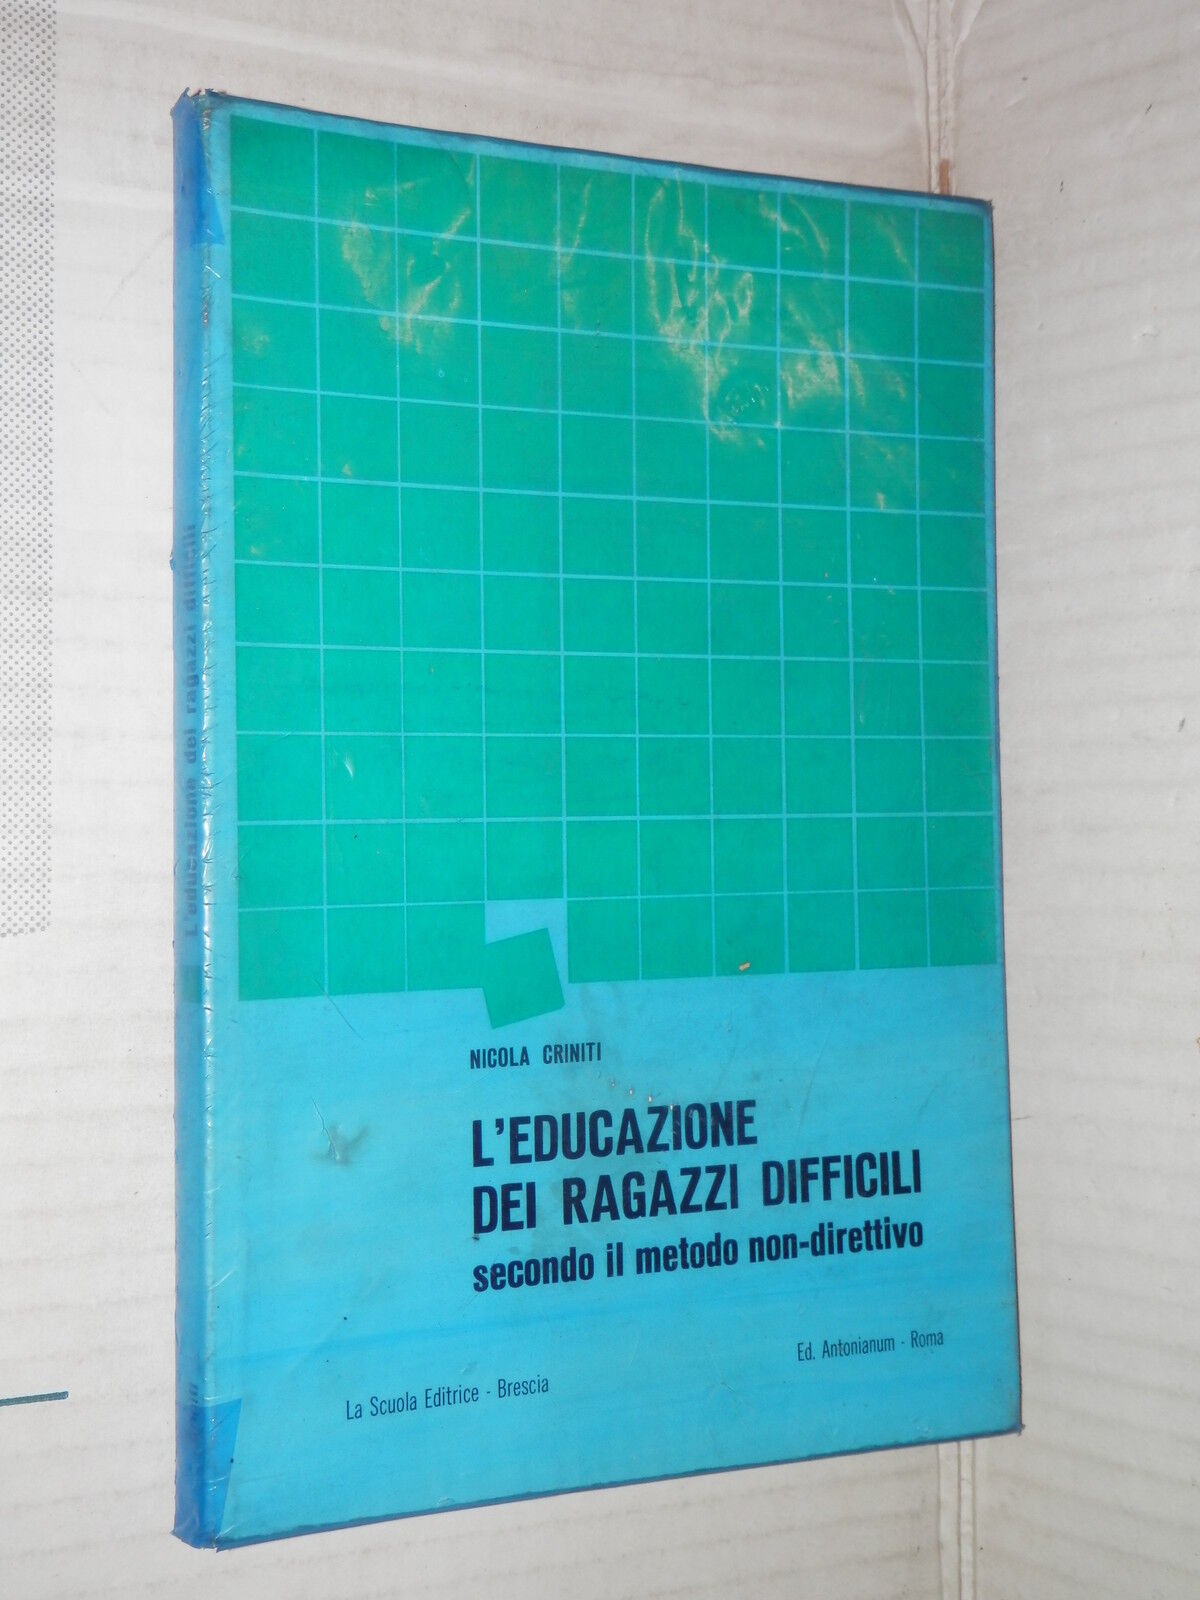 L'educazione dei ragazzi difficili
NICOLA CRINITI
L'EDUCAZIONE
DEI RAGAZZI DIFFICILI
secondo il metodo non-direttivo
Ed. Antonianum - Roma
La Scuola Editrice - Brescia